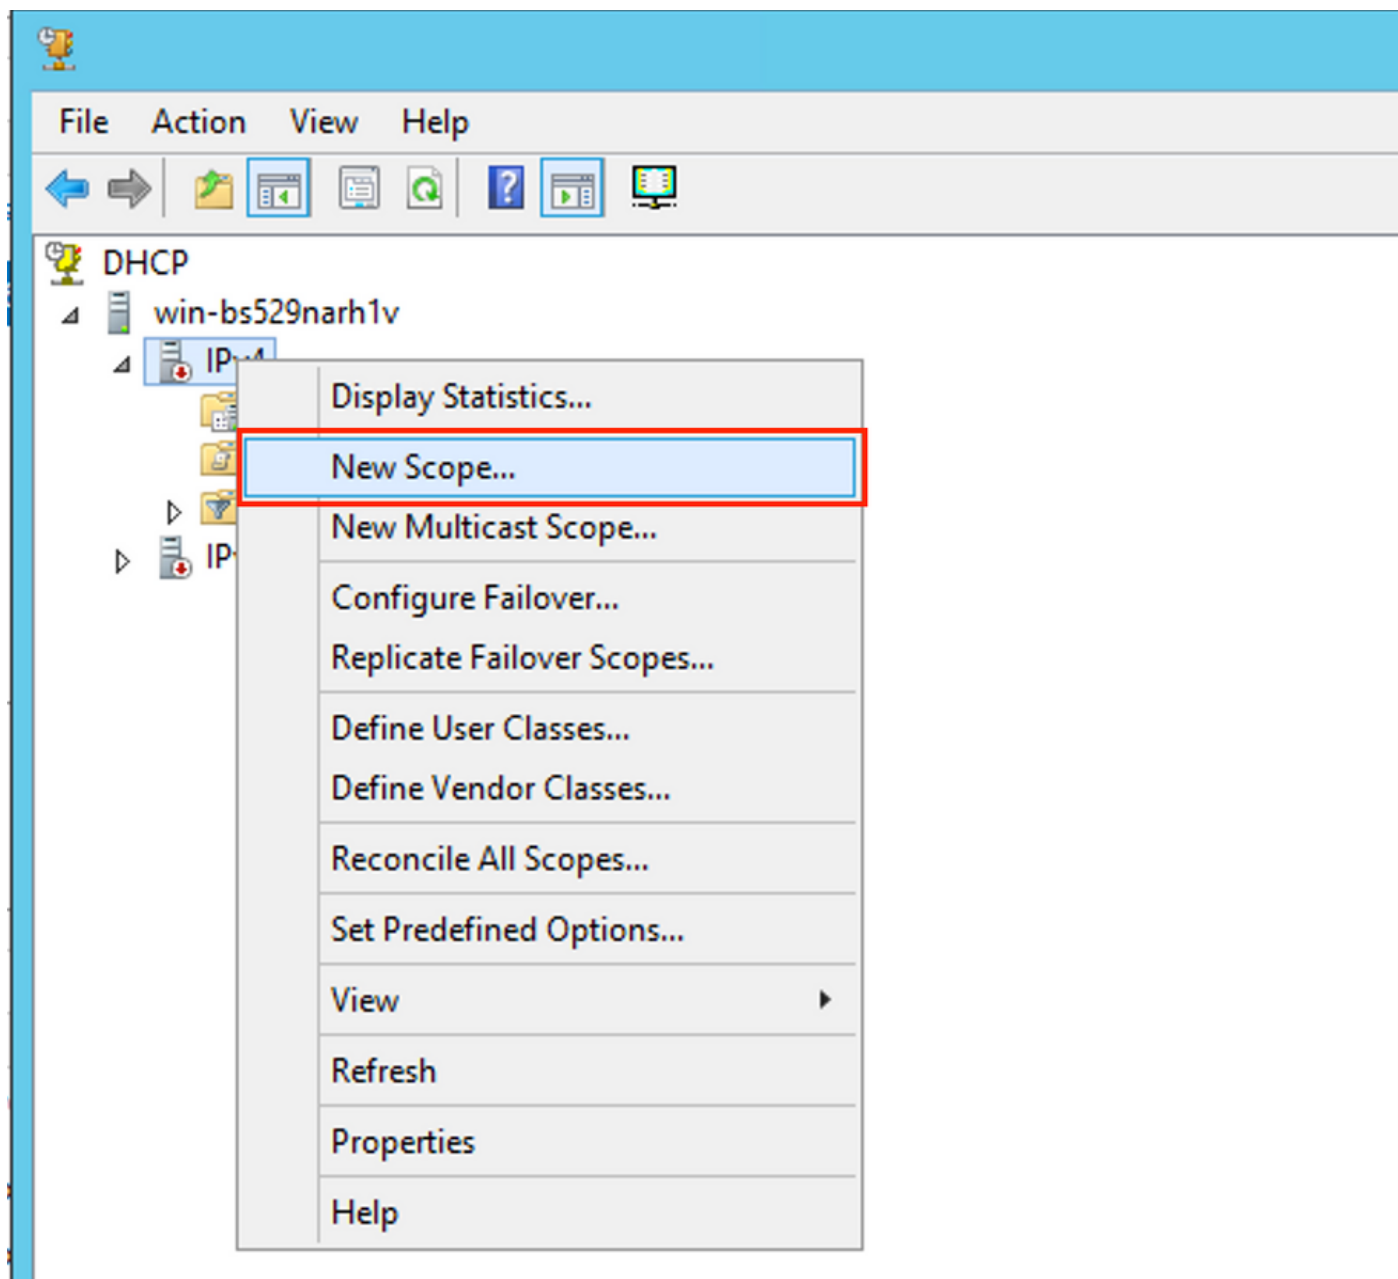 File Action View Help
DHCP
win-bs529narh1v
Display Statistics...
New Scope...
New Multicast Scope...
Configure Failover...
Replicate Failover Scopes...
Define User Classes...
Define Vendor Classes...
Reconcile All Scopes...
Set Predefined Options...
View
Refresh
Properties
Help